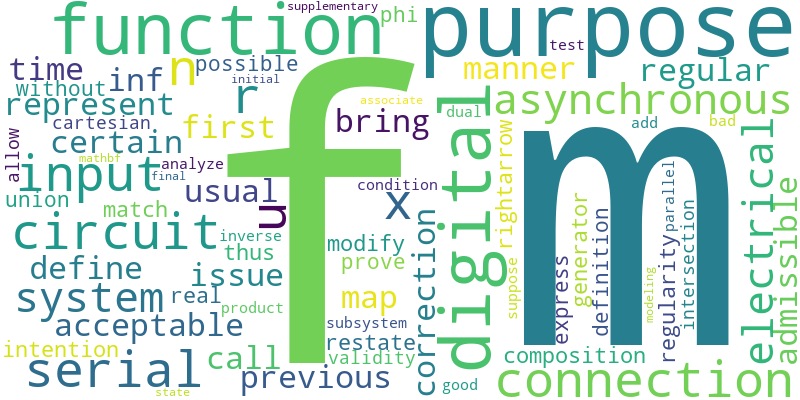 supplementary
function
phi
purpose
test
time
n
possible
manner
regular
without
inf
initial
represent
r
associate
asynchronous
cartesian
first
bring
dual
add
bad
certain
allow
mathbf
analyze
f
digital
m
electrical
input
final
usual
condition
union
match
u
x
circuit
inverse
modify
rightarrow
parallel
define
thus
prove
correction
generator
definition
intersection
admissible
issue
system
real
map
express
regularity
product
subsystem
suppose
modeling
acceptable
restate
intention
call
validity
composition
serial
previous
good
connection
state